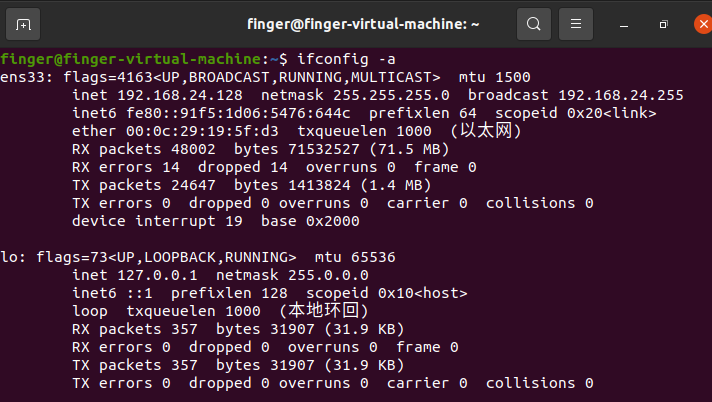 finger@finger-virtual-machine: ~
finger@finger-virtual-machine:~$ ifconfig -a
ens33: flags=4163<UP,BROADCAST,RUNNING,MULTICAST>  mtu 1500
        inet 192.168.24.128  netmask 255.255.255.0  broadcast 192.168.24.255
        inet6 fe80::91f5:1d06:5476:644c  prefixlen 64  scopeid 0x20<link>
        ether 00:0c:29:19:5f:d3  txqueuelen 1000  (以太网)
        RX packets 48002  bytes 71532527 (71.5 MB)
        RX errors 14  dropped 14  overruns 0  frame 0
        TX packets 24647  bytes 1413824 (1.4 MB)
        TX errors 0  dropped 0 overruns 0  carrier 0  collisions 0
        device interrupt 19  base 0x2000
lo: flags=73<UP,LOOPBACK,RUNNING>  mtu 65536
        inet 127.0.0.1  netmask 255.0.0.0
        inet6 ::1  prefixlen 128  scopeid 0x10<host>
        loop  txqueuelen 1000  (本地环回)
        RX packets 357  bytes 31907 (31.9 KB)
        RX errors 0  dropped 0  overruns 0  frame 0
        TX packets 357  bytes 31907 (31.9 KB)
        TX errors 0  dropped 0 overruns 0  carrier 0  collisions 0